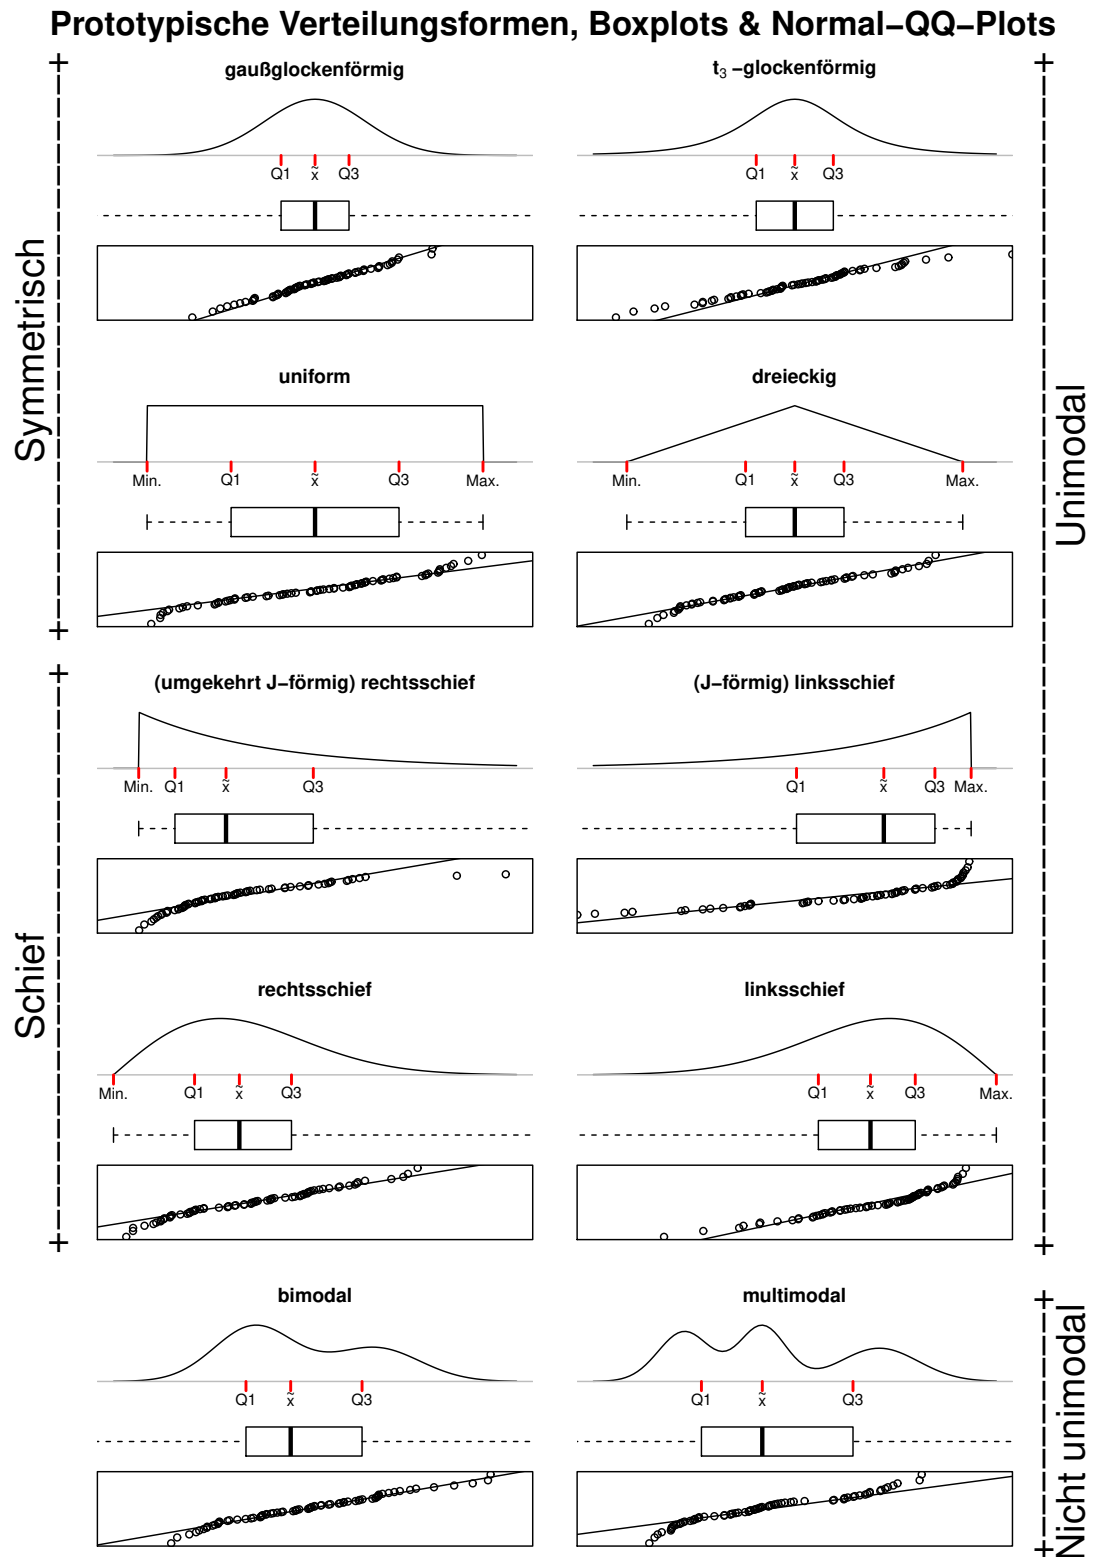 Prototypische Verteilungsformen, Boxplots & Normal−QQ−Plots
gaußglockenförmig
t₃ −glockenförmig
Q1 x̃ Q3
Q1 x̃ Q3
Symmetrisch
uniform
dreieckig
Min. Q1 x̃ Q3 Max.
Min. Q1 x̃ Q3 Max.
Unimodal
(umgekehrt J−förmig) rechtsschief
(J−förmig) linksschief
Min. Q1 x̃ Q3
Q1 x̃ Q3 Max.
Schief
rechtsschief
linksschief
Min. Q1 x̃ Q3
Q1 x̃ Q3 Max.
bimodal
multimodal
Q1 x̃ Q3
Q1 x̃ Q3
Nicht unimodal